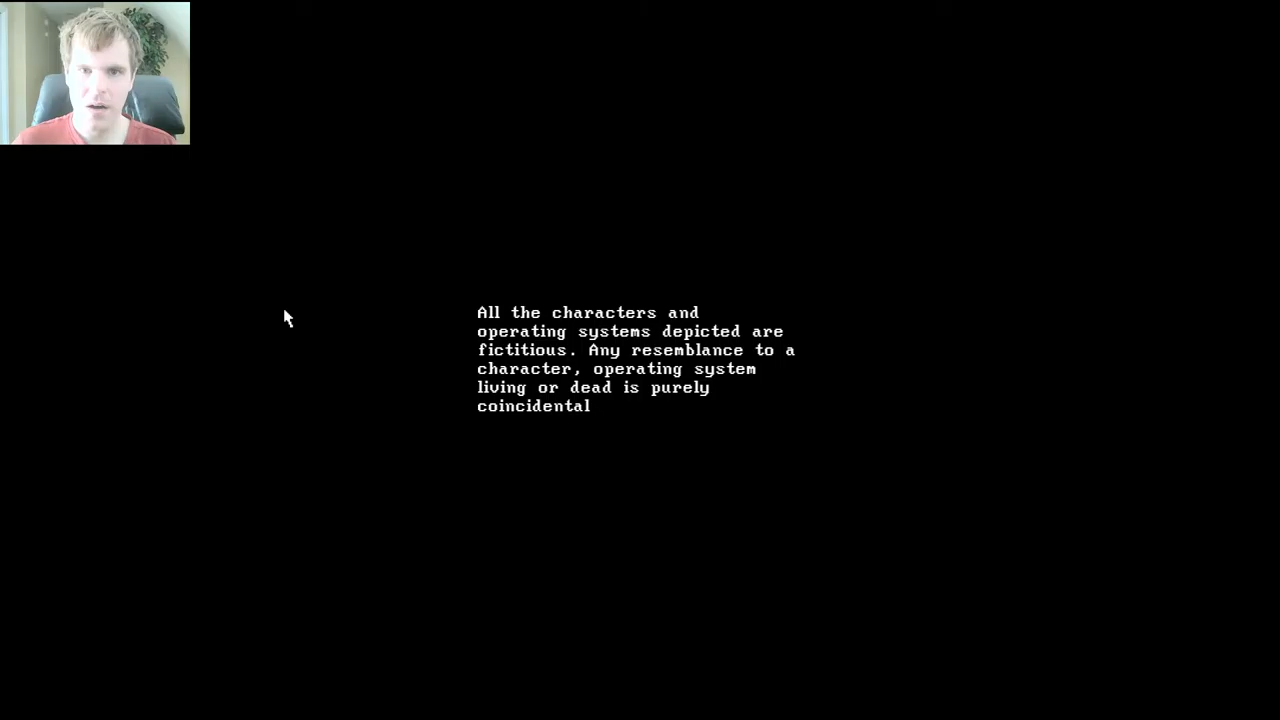 All the characters and
operating systems depicted are
fictitious. Any resemblance to a
character, operating system
living or dead is purely
coincidental